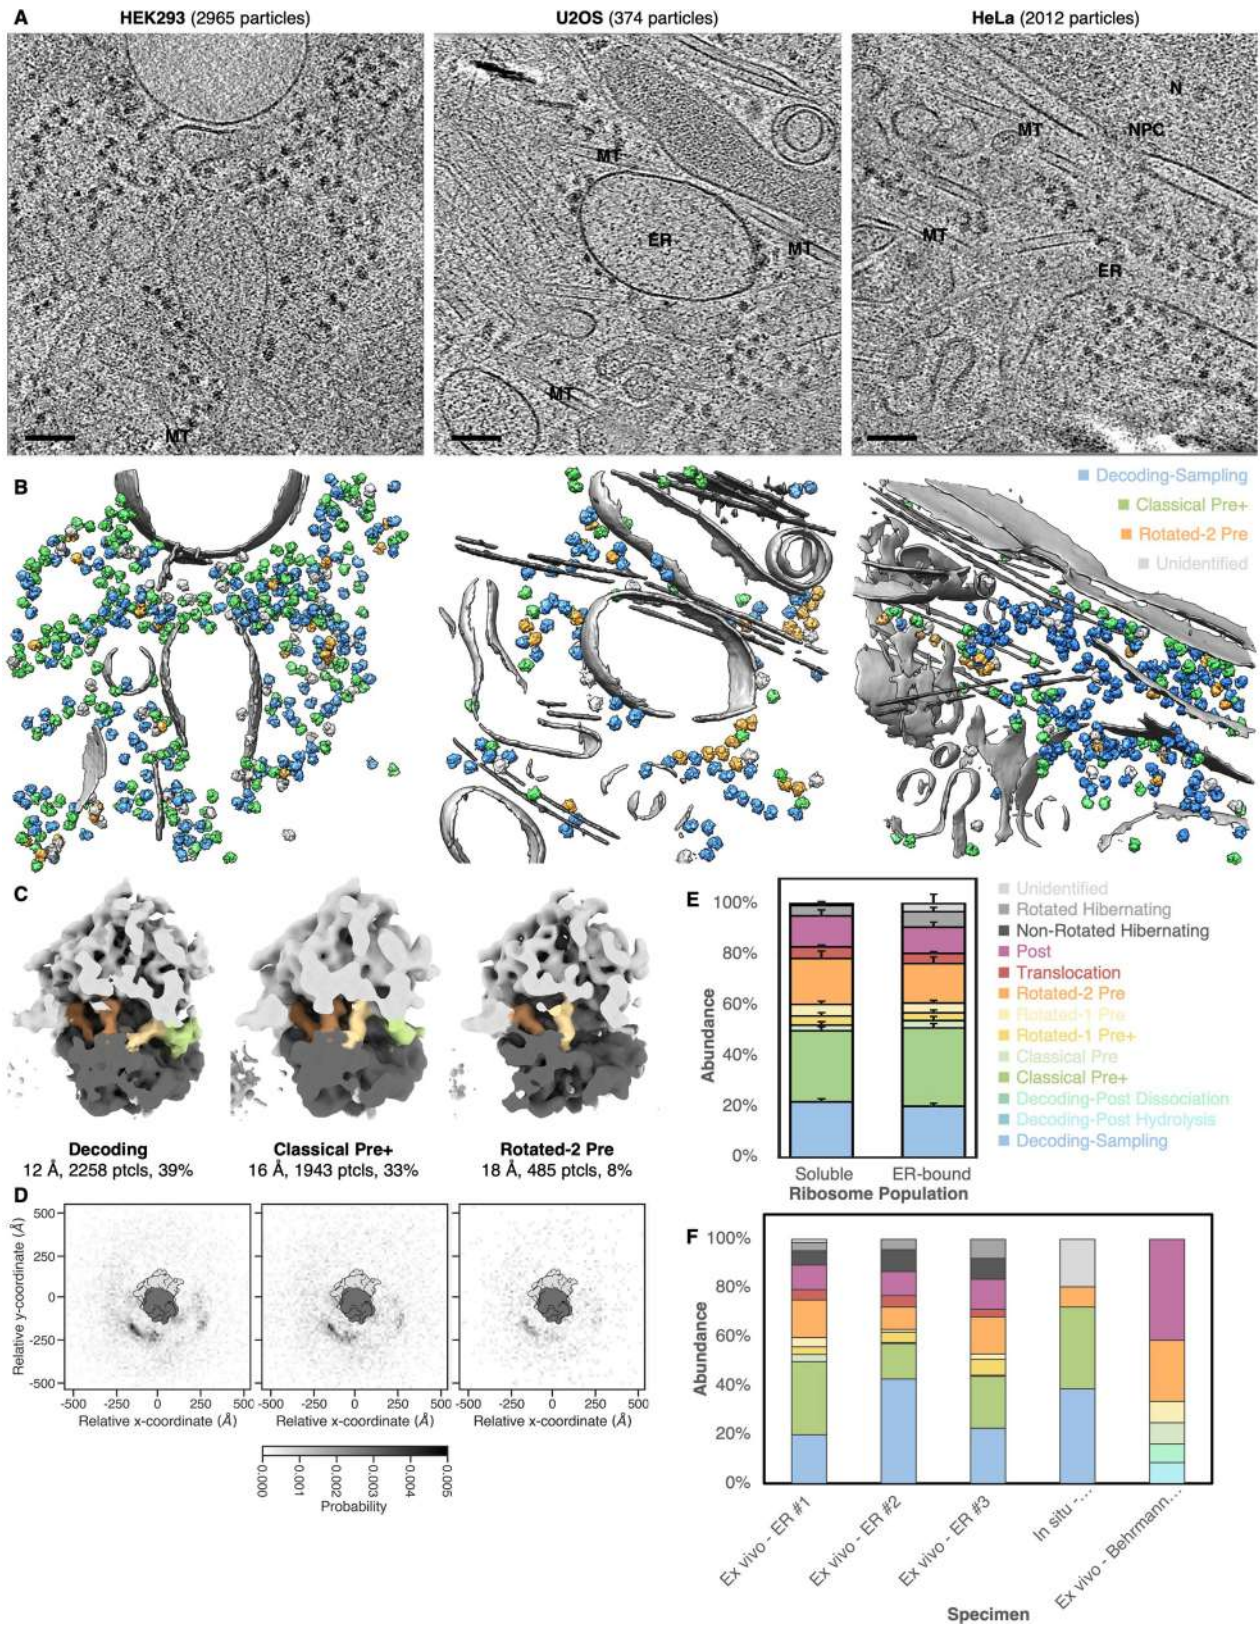 A
HEK293 (2965 particles)
U2OS (374 particles)
HeLa (2012 particles)
MT
MT
ER
MT
MT
N
MT
NPC
MT
ER
B
Decoding-Sampling
Classical Pre+
Rotated-2 Pre
Unidentified
C
Decoding
12 Å, 2258 ptcls, 39%
Classical Pre+
16 Å, 1943 ptcls, 33%
Rotated-2 Pre
18 Å, 485 ptcls, 8%
D
Relative y-coordinate (Å)
500
250
0
-250
-500
-500 -250 0 250 500
-500 -250 0 250 500
-500 -250 0 250 500
Relative x-coordinate (Å)
Relative x-coordinate (Å)
Relative x-coordinate (Å)
0.000 0.001 0.002 0.003 0.004 0.005
Probability
E
Abundance
100%
80%
60%
40%
20%
0%
Soluble
ER-bound
Ribosome Population
Unidentified
Rotated Hibernating
Non-Rotated Hibernating
Post
Translocation
Rotated-2 Pre
Rotated-1 Pre
Rotated-1 Pre+
Classical Pre
Classical Pre+
Decoding-Post Dissociation
Decoding-Post Hydrolysis
Decoding-Sampling
F
Abundance
100%
80%
60%
40%
20%
0%
Ex vivo - ER #1
Ex vivo - ER #2
Ex vivo - ER #3
In situ -...
Ex vivo - Behrmann...
Specimen